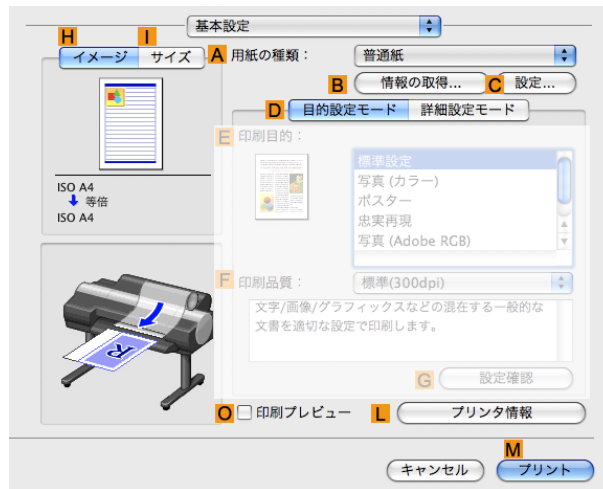 基本設定
H I
イメージ サイズ
A 用紙の種類： 普通紙
B 情報の取得... C 設定...
D 目的設定モード 詳細設定モード
E 印刷目的：
標準設定
写真 (カラー)
ポスター
忠実再現
写真 (Adobe RGB)
ISO A4
等倍
ISO A4
F 印刷品質： 標準(300dpi)
文字/画像/グラフィックスなどの混在する一般的な
文書を適切な設定で印刷します。
R
G 設定確認
O 印刷プレビュー L プリンタ情報
M
キャンセル プリント